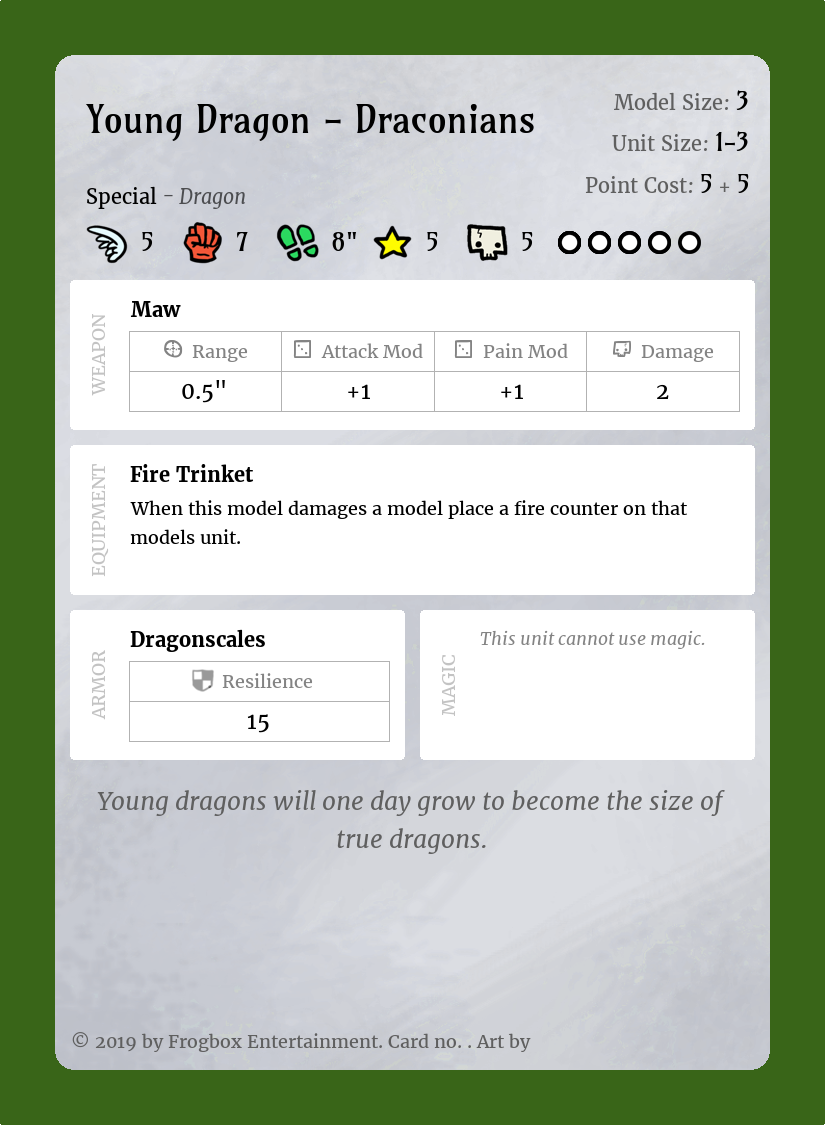 Young Dragon – Draconians
Model Size: 3
Unit Size: 1–3
Point Cost: 5 + 5
Special – Dragon
5 7 8" 5 5
WEAPON
Maw
Range Attack Mod Pain Mod Damage
0.5" +1 +1 2
EQUIPMENT
Fire Trinket
When this model damages a model place a fire counter on that
models unit.
ARMOR
Dragonscales
Resilience
15
MAGIC
This unit cannot use magic.
Young dragons will one day grow to become the size of
true dragons.
© 2019 by Frogbox Entertainment. Card no. . Art by